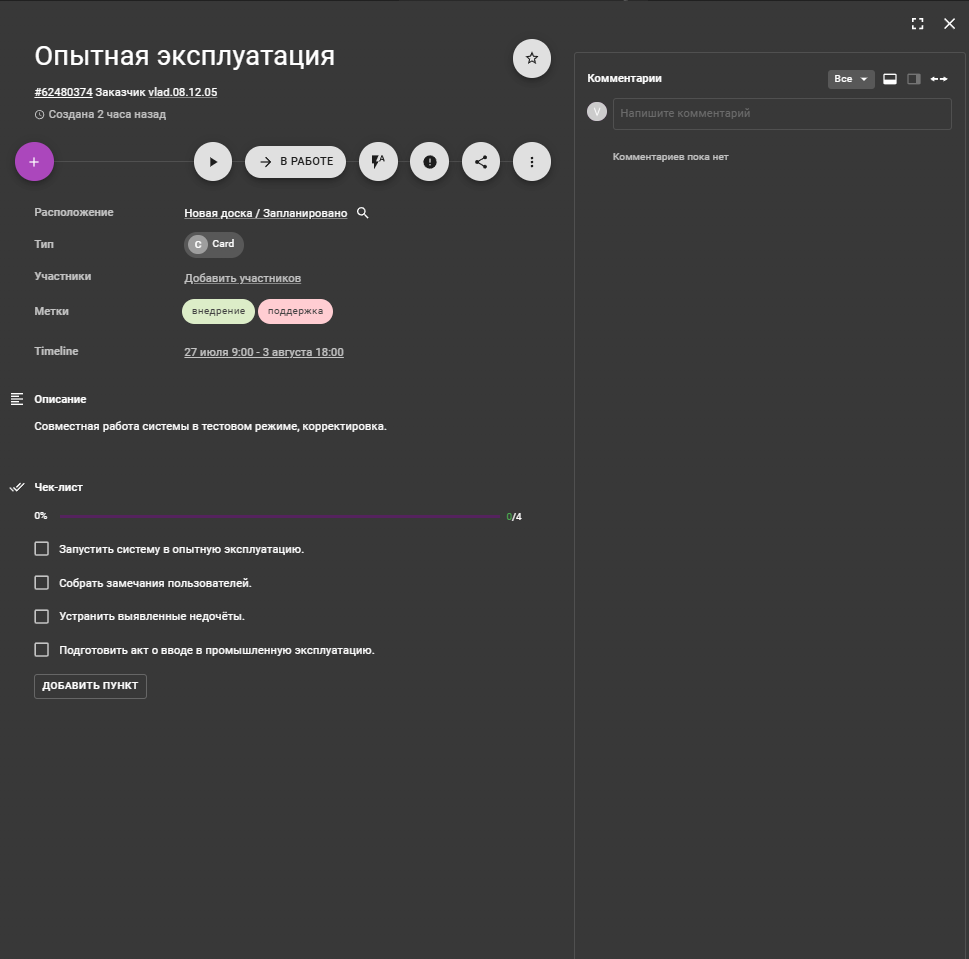 Опытная эксплуатация
#62480374 Заказчик vlad.08.12.05
Создана 2 часа назад
В РАБОТЕ
Расположение
Новая доска / Запланировано
Тип
C Card
Участники
Добавить участников
Метки
внедрение поддержка
Timeline
27 июля 9:00 - 3 августа 18:00
Описание
Совместная работа системы в тестовом режиме, корректировка.
Чек-лист
0% 0/4
Запустить систему в опытную эксплуатацию.
Собрать замечания пользователей.
Устранить выявленные недочёты.
Подготовить акт о вводе в промышленную эксплуатацию.
ДОБАВИТЬ ПУНКТ
Комментарии
Все
V
Напишите комментарий
Комментариев пока нет